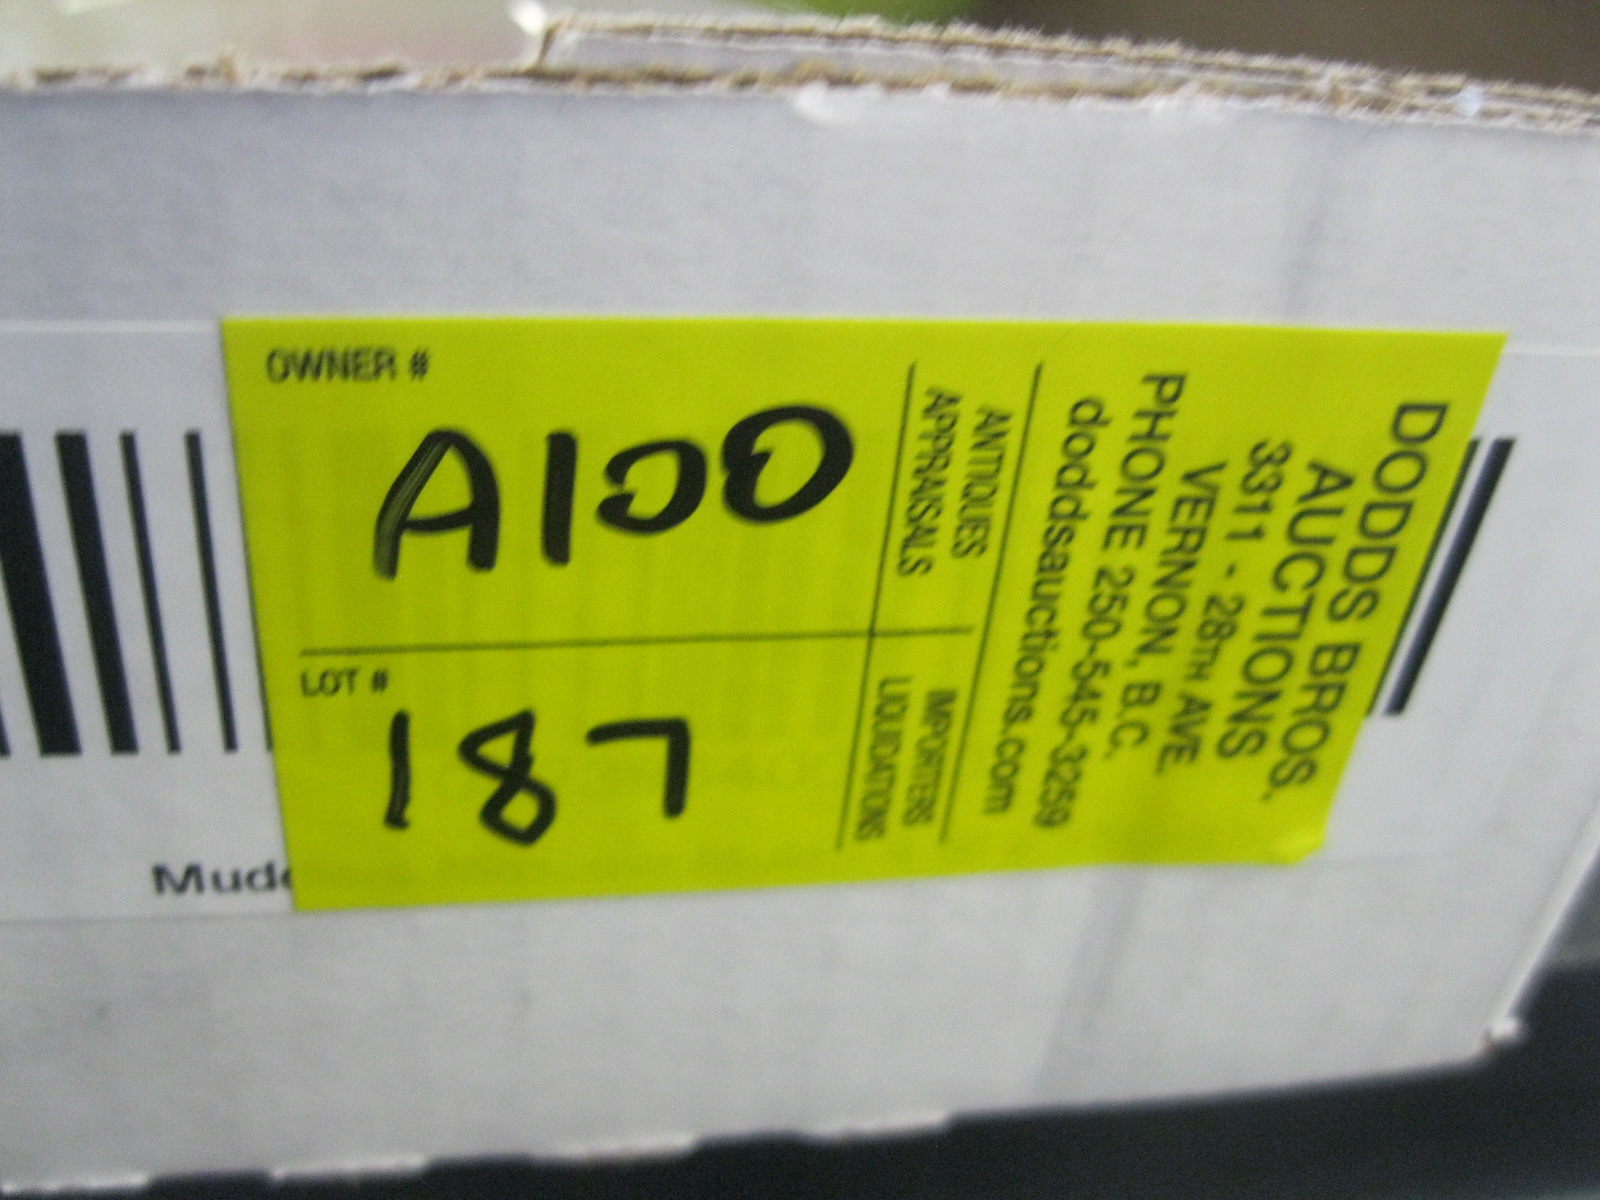 OWNER #
A100
LOT #
187
ANTIQUES
APPRAISALS
IMPORTERS
LIQUIDATIONS
DODDS BROS.
AUCTIONS
3311 - 28TH AVE.
VERNON, B.C.
PHONE 250-545-3259
doddsauctions.com